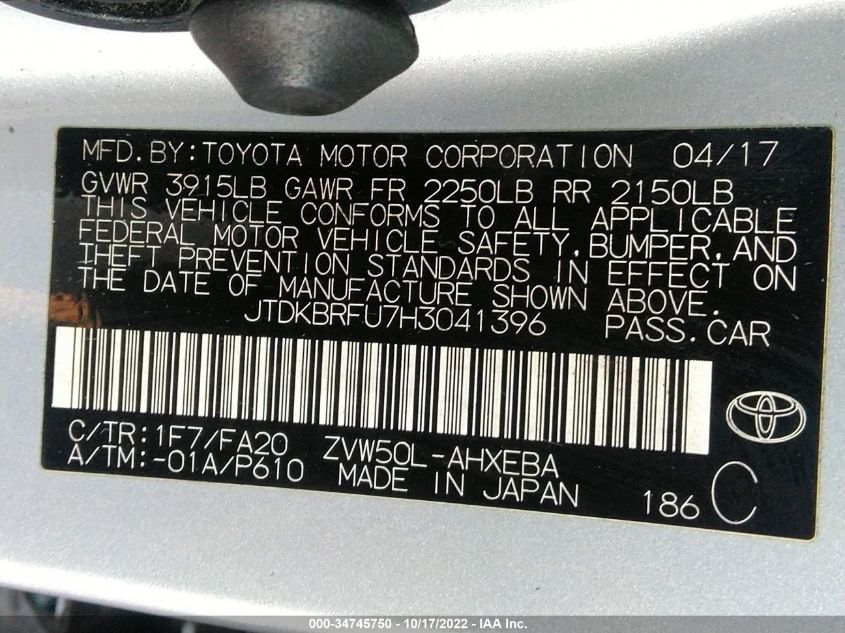 MFD.BY:TOYOTA MOTOR CORPORATION 04/17
GVWR 3915LB GAWR FR 2250LB RR 2150LB
THIS VEHICLE CONFORMS TO ALL APPLICABLE
FEDERAL MOTOR VEHICLE SAFETY,BUMPER,AND
THEFT PREVENTION STANDARDS IN EFFECT ON
THE DATE OF MANUFACTURE SHOWN ABOVE.
JTDKBRFU7H3041396 PASS.CAR
C/TR:1F7/FA20 ZVW50L-AHXEBA
A/TM:-01A/P610 MADE IN JAPAN 186 C
000-34745750 - 10/17/2022 - IAA Inc.